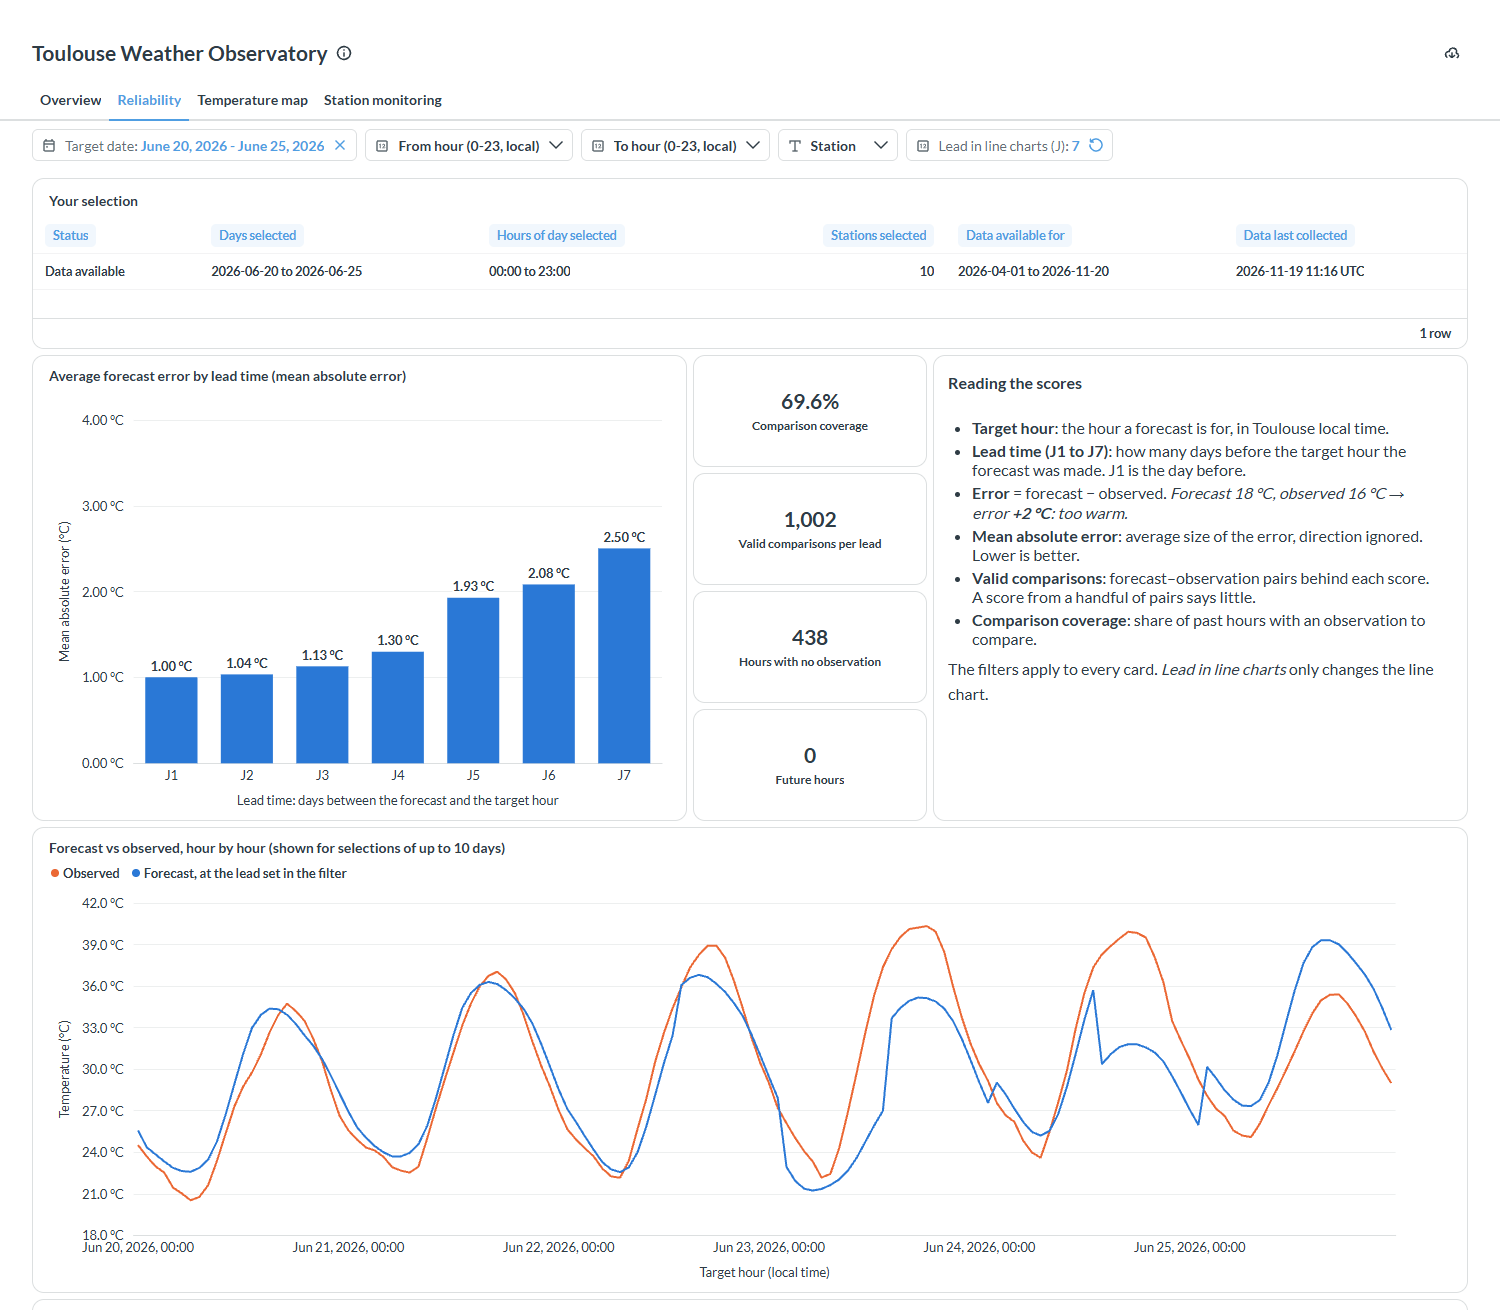 Toulouse Weather Observatory
Overview Reliability Temperature map Station monitoring
Target date: June 20, 2026 - June 25, 2026
From hour (0-23, local)
To hour (0-23, local)
Station
Lead in line charts (J): 7
Your selection
Status Days selected Hours of day selected Stations selected Data available for Data last collected
Data available 2026-06-20 to 2026-06-25 00:00 to 23:00 10 2026-04-01 to 2026-11-20 2026-11-19 11:16 UTC
1 row
Average forecast error by lead time (mean absolute error)
Mean absolute error (°C)
4.00 °C
3.00 °C
2.00 °C
1.00 °C
0.00 °C
1.00 °C
1.04 °C
1.13 °C
1.30 °C
1.93 °C
2.08 °C
2.50 °C
J1 J2 J3 J4 J5 J6 J7
Lead time: days between the forecast and the target hour
69.6%
Comparison coverage
1,002
Valid comparisons per lead
438
Hours with no observation
0
Future hours
Reading the scores
• Target hour: the hour a forecast is for, in Toulouse local time.
• Lead time (J1 to J7): how many days before the target hour the
forecast was made. J1 is the day before.
• Error = forecast − observed. Forecast 18 °C, observed 16 °C →
error +2 °C: too warm.
• Mean absolute error: average size of the error, direction ignored.
Lower is better.
• Valid comparisons: forecast–observation pairs behind each score.
A score from a handful of pairs says little.
• Comparison coverage: share of past hours with an observation to
compare.
The filters apply to every card. Lead in line charts only changes the line
chart.
Forecast vs observed, hour by hour (shown for selections of up to 10 days)
Observed Forecast, at the lead set in the filter
Temperature (°C)
42.0 °C
39.0 °C
36.0 °C
33.0 °C
30.0 °C
27.0 °C
24.0 °C
21.0 °C
18.0 °C
Jun 20, 2026, 00:00 Jun 21, 2026, 00:00 Jun 22, 2026, 00:00 Jun 23, 2026, 00:00 Jun 24, 2026, 00:00 Jun 25, 2026, 00:00
Target hour (local time)